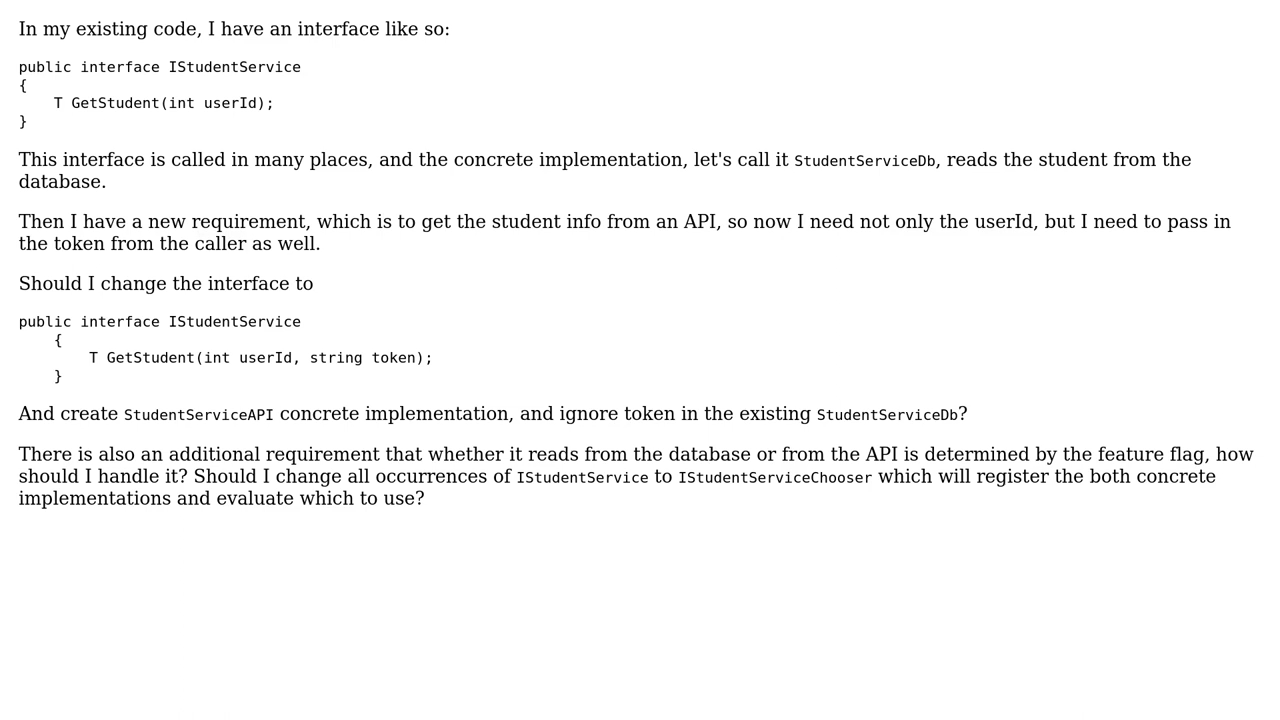 In my existing code, I have an interface like so:
public interface IStudentService
{
    T GetStudent(int userId);
}
This interface is called in many places, and the concrete implementation, let's call it StudentServiceDb, reads the student from the
database.
Then I have a new requirement, which is to get the student info from an API, so now I need not only the userId, but I need to pass in
the token from the caller as well.
Should I change the interface to
public interface IStudentService
    {
        T GetStudent(int userId, string token);
    }
And create StudentServiceAPI concrete implementation, and ignore token in the existing StudentServiceDb?
There is also an additional requirement that whether it reads from the database or from the API is determined by the feature flag, how
should I handle it? Should I change all occurrences of IStudentService to IStudentServiceChooser which will register the both concrete
implementations and evaluate which to use?